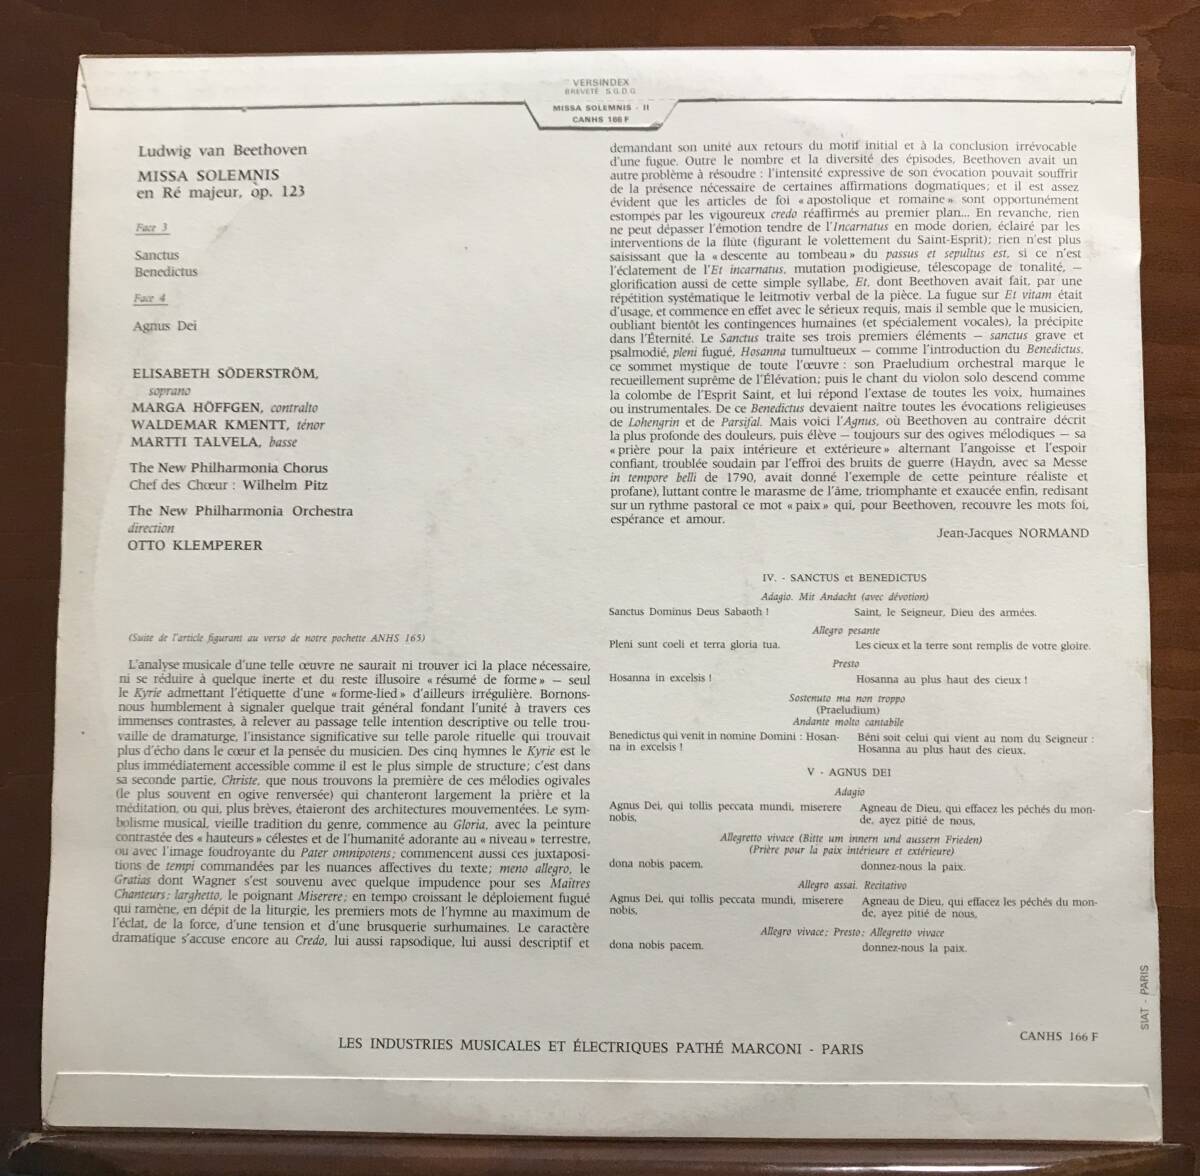 VERSINDEX
BREVETÉ S.G.D.G.
MISSA SOLEMNIS - II
CANHS 166 F
Ludwig van Beethoven
MISSA SOLEMNIS
en Ré majeur, op. 123
Face 3
Sanctus
Benedictus
Face 4
Agnus Dei
ELISABETH SÖDERSTRÖM,
soprano
MARGA HÖFFGEN, contralto
WALDEMAR KMENTT, ténor
MARTTI TALVELA, basse
The New Philharmonia Chorus
Chef des Chœur : Wilhelm Pitz
The New Philharmonia Orchestra
direction
OTTO KLEMPERER
(Suite de l'article figurant au verso de notre pochette ANHS 165)
L'analyse musicale d'une telle œuvre ne saurait ni trouver ici la place nécessaire,
ni se réduire à quelque inerte et du reste illusoire « résumé de forme » — seul
le Kyrie admettant l'étiquette d'une « forme-lied » d'ailleurs irrégulière. Bornons-
nous humblement à signaler quelque trait général fondant l'unité à travers ces
immenses contrastes, à relever au passage telle intention descriptive ou telle trou-
vaille de dramaturge, l'insistance significative sur telle parole rituelle qui trouvait
plus d'écho dans le cœur et la pensée du musicien. Des cinq hymnes le Kyrie est le
plus immédiatement accessible comme il est le plus simple de structure; c'est dans
sa seconde partie, Christe, que nous trouvons la première de ces mélodies ogivales
(le plus souvent en ogive renversée) qui chanteront largement la prière et la
méditation, ou qui, plus brèves, étaieront des architectures mouvementées. Le sym-
bolisme musical, vieille tradition du genre, commence au Gloria, avec la peinture
contrastée des « hauteurs » célestes et de l'humanité adorante au « niveau » terrestre,
ou avec l'image foudroyante du Pater omnipotens; commencent aussi ces juxtaposi-
tions de tempi commandées par les nuances affectives du texte; meno allegro, le
Gratias dont Wagner s'est souvenu avec quelque impudence pour ses Maîtres
Chanteurs; larghetto, le poignant Miserere; en tempo croissant le déploiement fugué
qui ramène, en dépit de la liturgie, les premiers mots de l'hymne au maximum de
l'éclat, de la force, d'une tension et d'une brusquerie surhumaines. Le caractère
dramatique s'accuse encore au Credo, lui aussi rapsodique, lui aussi descriptif et
demandant son unité aux retours du motif initial et à la conclusion irrévocable
d'une fugue. Outre le nombre et la diversité des épisodes, Beethoven avait un
autre problème à résoudre : l'intensité expressive de son évocation pouvait souffrir
de la présence nécessaire de certaines affirmations dogmatiques; et il est assez
évident que les articles de foi « apostolique et romaine » sont opportunément
estompés par les vigoureux credo réaffirmés au premier plan... En revanche, rien
ne peut dépasser l'émotion tendre de l'Incarnatus en mode dorien, éclairé par les
interventions de la flûte (figurant le volettement du Saint-Esprit); rien n'est plus
saisissant que la « descente au tombeau » du passus et sepultus est, si ce n'est
l'éclatement de l'Et incarnatus, mutation prodigieuse, télescopage de tonalité, —
glorification aussi de cette simple syllabe, Et, dont Beethoven avait fait, par une
répétition systématique le leitmotiv verbal de la pièce. La fugue sur Et vitam était
d'usage, et commence en effet avec le sérieux requis, mais il semble que le musicien,
oubliant bientôt les contingences humaines (et spécialement vocales), la précipite
dans l'Éternité. Le Sanctus traite ses trois premiers éléments — sanctus grave et
psalmodié, pleni fugué, Hosanna tumultueux — comme l'introduction du Benedictus,
ce sommet mystique de toute l'œuvre : son Praeludium orchestral marque le
recueillement suprême de l'Élévation; puis le chant du violon solo descend comme
la colombe de l'Esprit Saint, et lui répond l'extase de toutes les voix, humaines
ou instrumentales. De ce Benedictus devaient naître toutes les évocations religieuses
de Lohengrin et de Parsifal. Mais voici l'Agnus, où Beethoven au contraire décrit
la plus profonde des douleurs, puis élève — toujours sur des ogives mélodiques — sa
« prière pour la paix intérieure et extérieure » alternant l'angoisse et l'espoir
confiant, troublée soudain par l'effroi des bruits de guerre (Haydn, avec sa Messe
in tempore belli de 1790, avait donné l'exemple de cette peinture réaliste et
profane), luttant contre le marasme de l'âme, triomphante et exaucée enfin, redisant
sur un rythme pastoral ce mot « paix » qui, pour Beethoven, recouvre les mots foi,
espérance et amour.
Jean-Jacques NORMAND
IV. - SANCTUS et BENEDICTUS
Adagio. Mit Andacht (avec dévotion)
Sanctus Dominus Deus Sabaoth ! Saint, le Seigneur, Dieu des armées.
Allegro pesante
Pleni sunt coeli et terra gloria tua. Les cieux et la terre sont remplis de votre gloire.
Presto
Hosanna in excelsis ! Hosanna au plus haut des cieux !
Sostenuto ma non troppo
(Praeludium)
Andante molto cantabile
Benedictus qui venit in nomine Domini : Hosan- Béni soit celui qui vient au nom du Seigneur :
na in excelsis ! Hosanna au plus haut des cieux.
V - AGNUS DEI
Adagio
Agnus Dei, qui tollis peccata mundi, miserere Agneau de Dieu, qui effacez les péchés du mon-
nobis, de, ayez pitié de nous,
Allegretto vivace (Bitte um innern und aussern Frieden)
(Prière pour la paix intérieure et extérieure)
dona nobis pacem. donnez-nous la paix.
Allegro assai. Recitativo
Agnus Dei, qui tollis peccata mundi, miserere Agneau de Dieu, qui effacez les péchés du mon-
nobis, de, ayez pitié de nous,
Allegro vivace; Presto; Allegretto vivace
dona nobis pacem. donnez-nous la paix.
SIAT - PARIS
CANHS 166 F
LES INDUSTRIES MUSICALES ET ÉLECTRIQUES PATHÉ MARCONI - PARIS